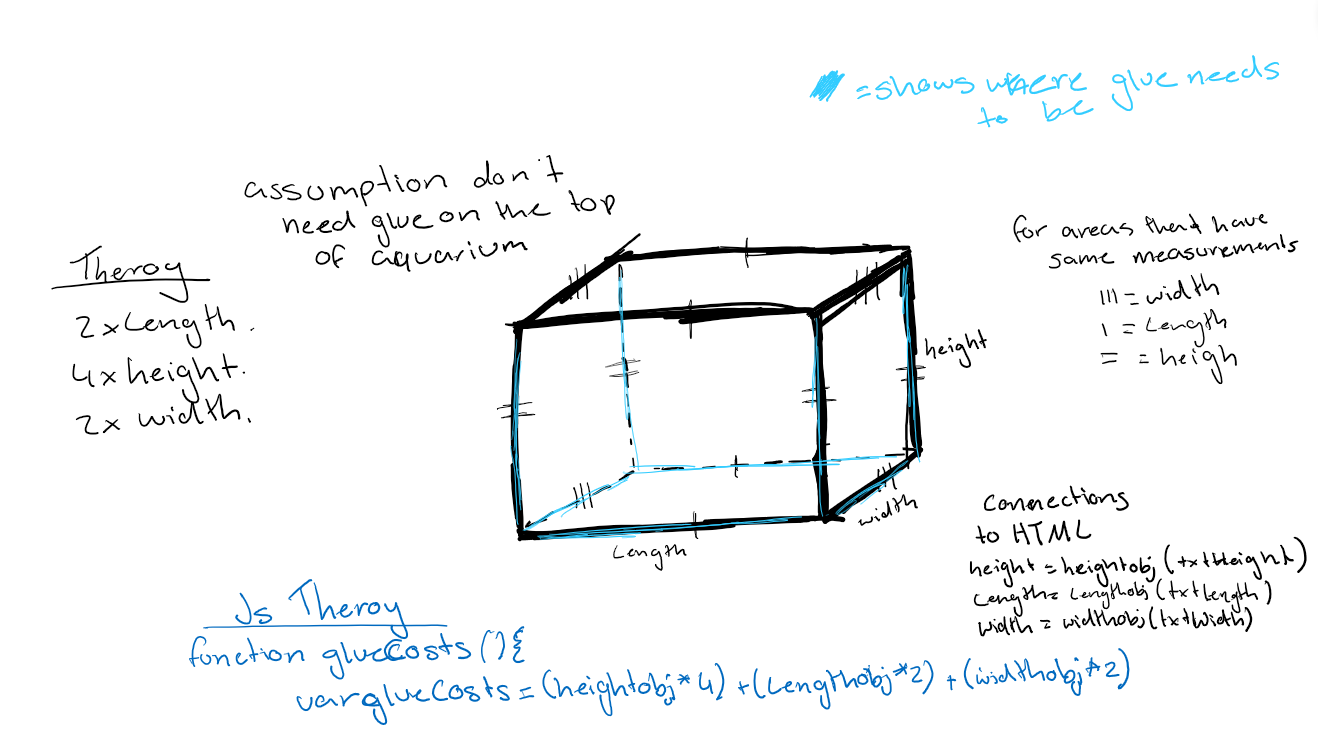 =shows where glue needs
to be
assumption don't
need glue on the top
of aquarium
Theroy
2xLength.
4xheight.
2x width.
for areas that have
same measurements
III = width
I = Length
= = heigh
height
width
Length
Connections
to HTML
height = heightobj (txtHeight)
Length= Lengthobj (txtLength)
width = widthobj (txtWidth)
Js Theroy
function glueCosts (){
var glueCosts = (heightobj * 4) + (Lengthobj *2) + (widthobj *2)